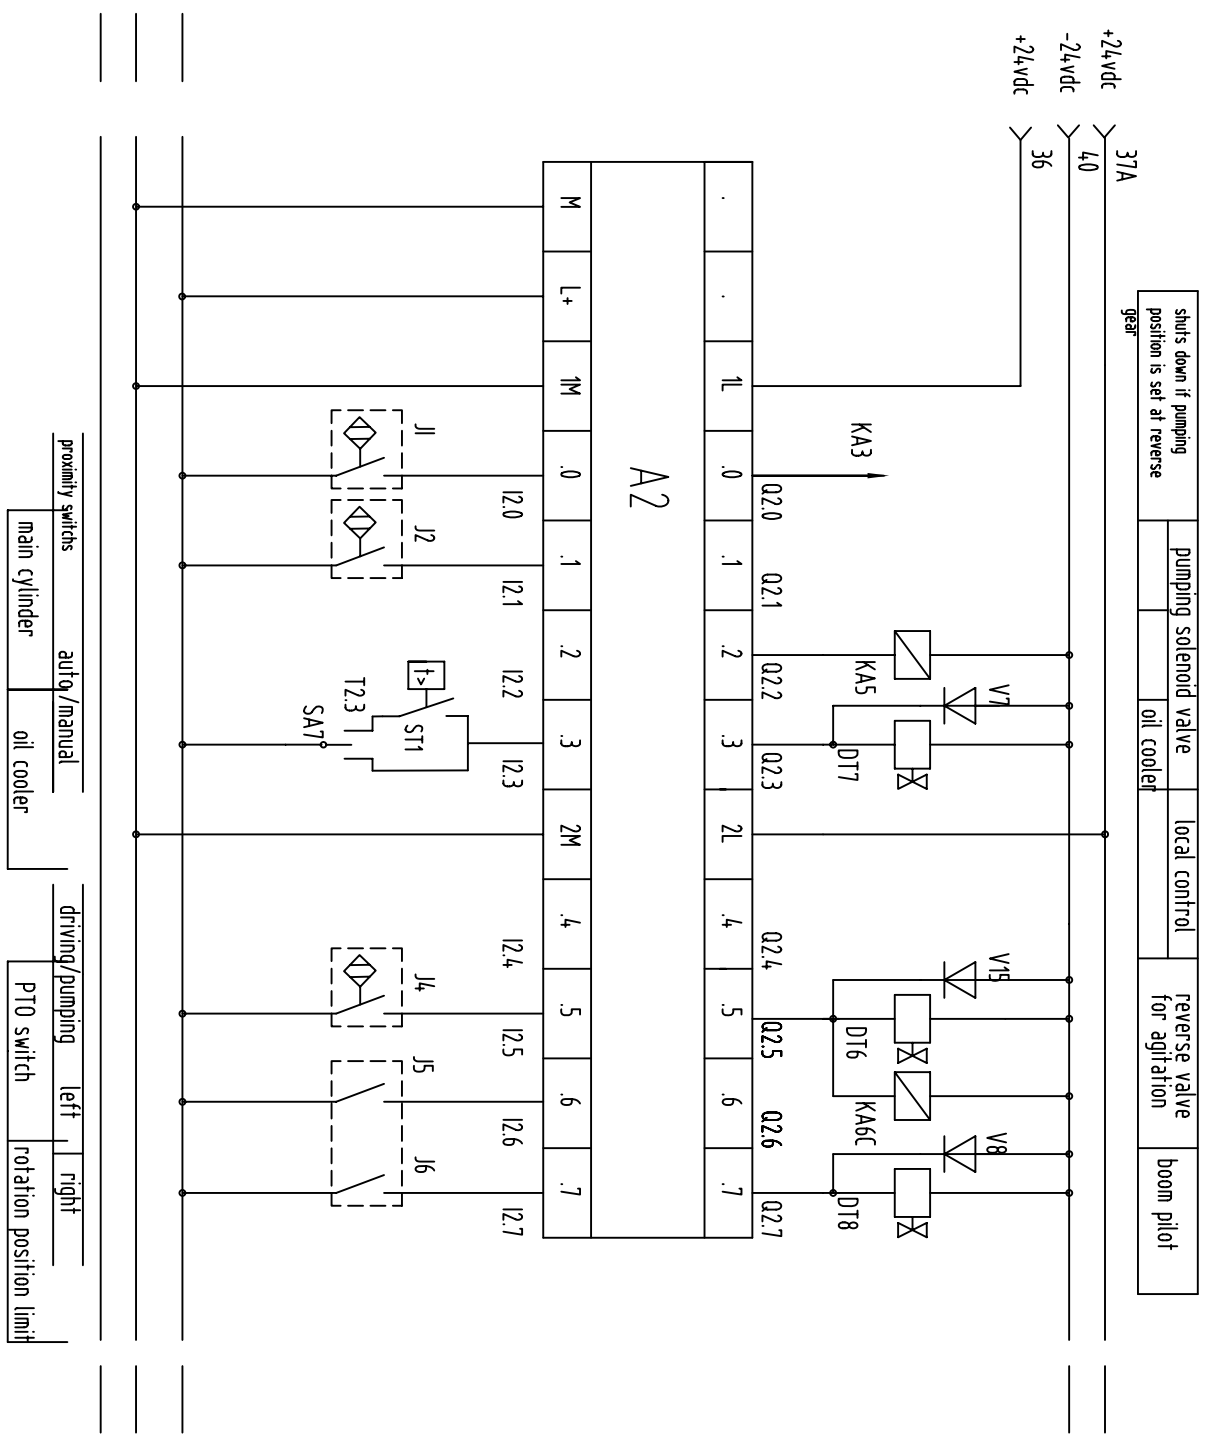 shuts down if pumping
position is set at reverse
gear
pumping solenoid valve
oil cooler
local control
reverse valve
for agitation
boom pilot
+24vdc
37A
-24vdc
40
+24vdc
36
KA3
KA5
V7
DT7
V15
DT6
KA6C
V8
DT8
Q2.0
Q2.1
Q2.2
Q2.3
Q2.4
Q2.5
Q2.6
Q2.7
. . 1L .0 .1 .2 .3 2L .4 .5 .6 .7
A2
M L+ 1M .0 .1 .2 .3 2M .4 .5 .6 .7
I2.0
I2.1
I2.2
I2.3
I2.4
I2.5
I2.6
I2.7
J1
J2
t>
ST1
T2.3
SA7
J4
J5
J6
proximity switchs
auto/manual
driving/pumping
left
right
main cylinder
oil cooler
PTO switch
rotation position limit